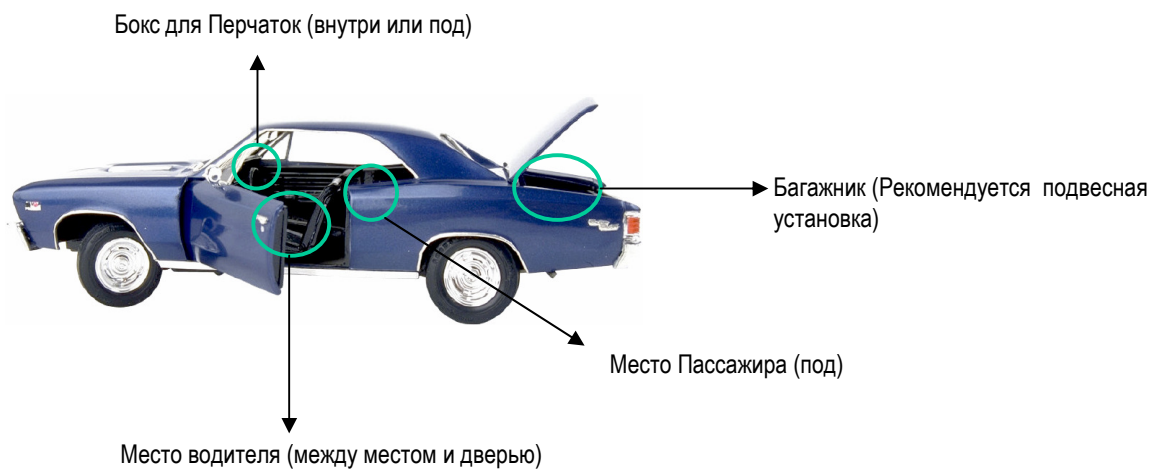 Бокс для Перчаток (внутри или под)
Багажник (Рекомендуется подвесная
установка)
Место Пассажира (под)
Место водителя (между местом и дверью)